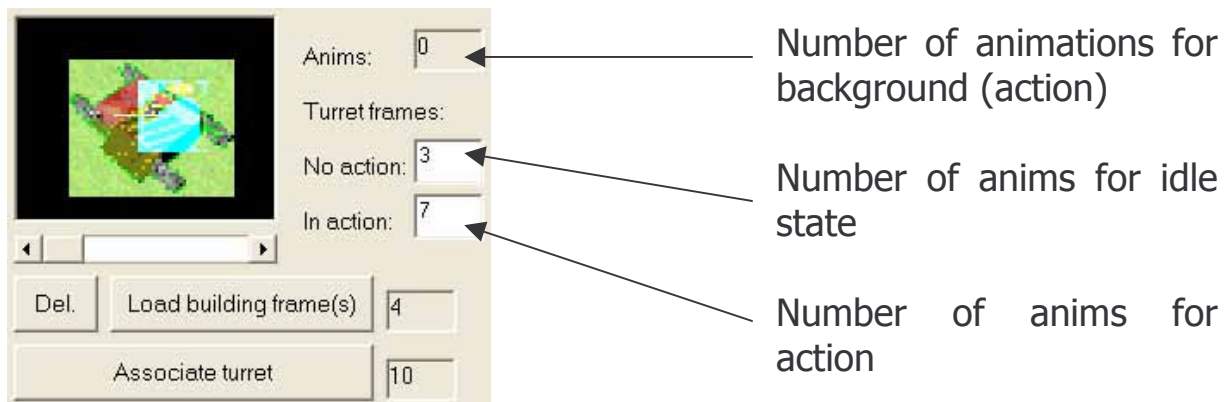 Anims: 0
Turret frames:
No action: 3
In action: 7
Del. Load building frame(s) 4
Associate turret 10
Number of animations for
background (action)
Number of anims for idle
state
Number of anims for
action